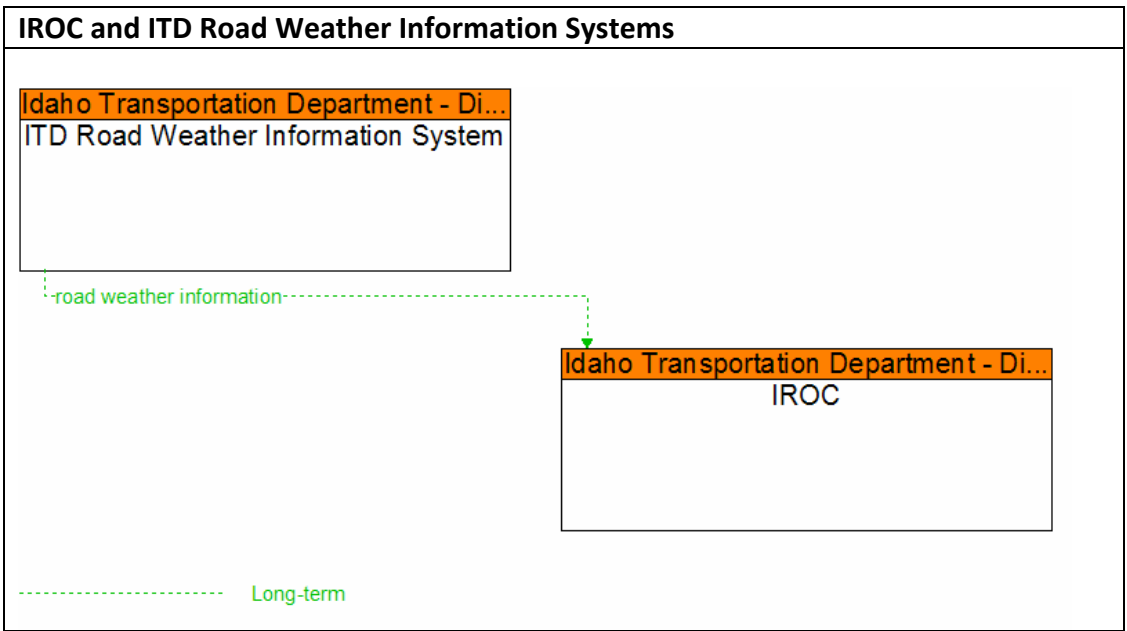 IROC and ITD Road Weather Information Systems
Idaho Transportation Department - Di...
ITD Road Weather Information System
road weather information
Idaho Transportation Department - Di...
IROC
Long-term